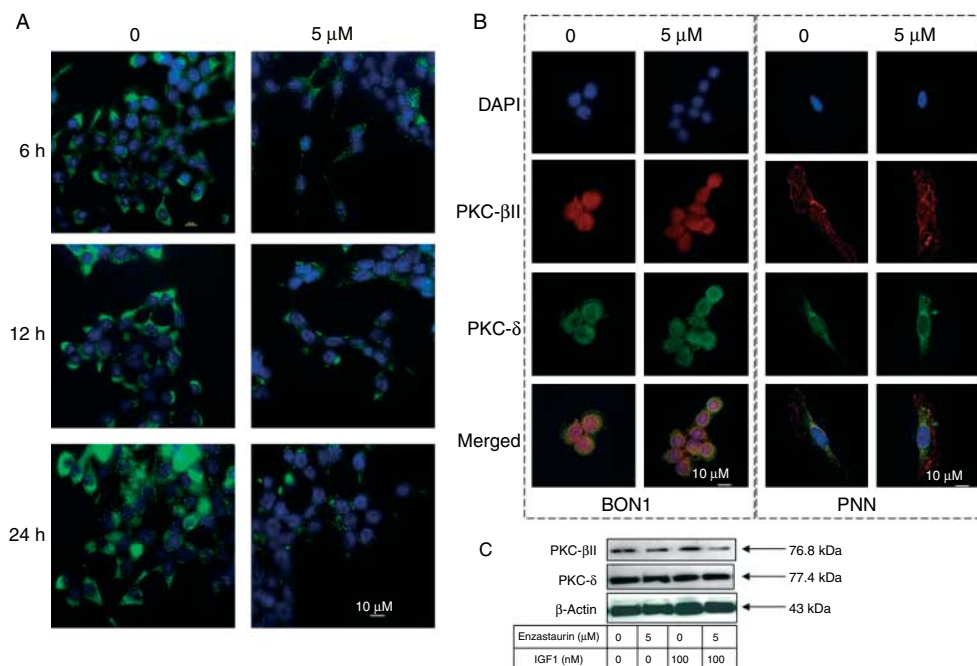 A
0 5 µM
6 h
12 h
24 h
10 µM
B
0 5 µM 0 5 µM
DAPI
PKC-βII
PKC-δ
Merged
10 µM 10 µM
BON1 PNN
C
PKC-βII 76.8 kDa
PKC-δ 77.4 kDa
β-Actin 43 kDa
Enzastaurin (µM) 0 5 0 5
IGF1 (nM) 0 0 100 100